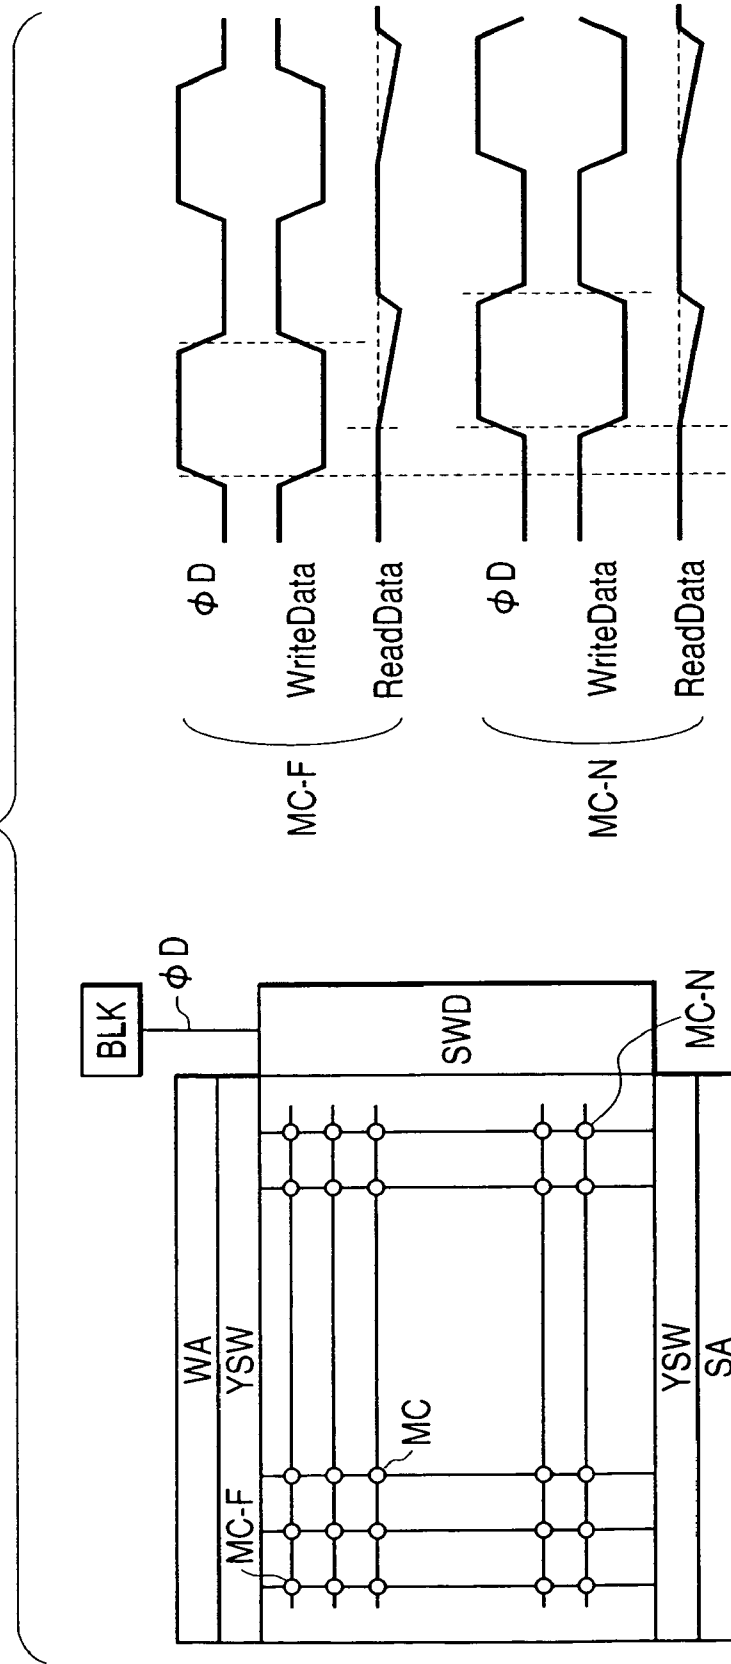 WA
YSW
MC-F
MC
BLK
φD
SWD
MC-N
YSW
SA
MC-F
φD
WriteData
ReadData
MC-N
φD
WriteData
ReadData